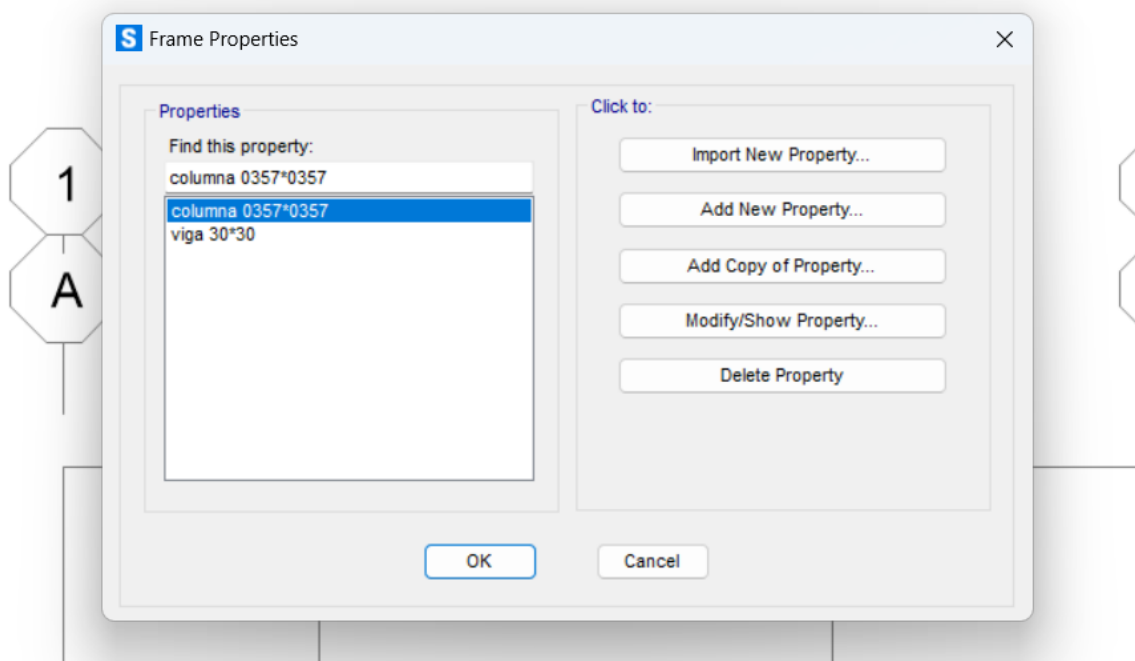 S Frame Properties
Properties
Find this property:
columna 0357*0357
columna 0357*0357
viga 30*30
Click to:
Import New Property...
Add New Property...
Add Copy of Property...
Modify/Show Property...
Delete Property
OK
Cancel
1
A